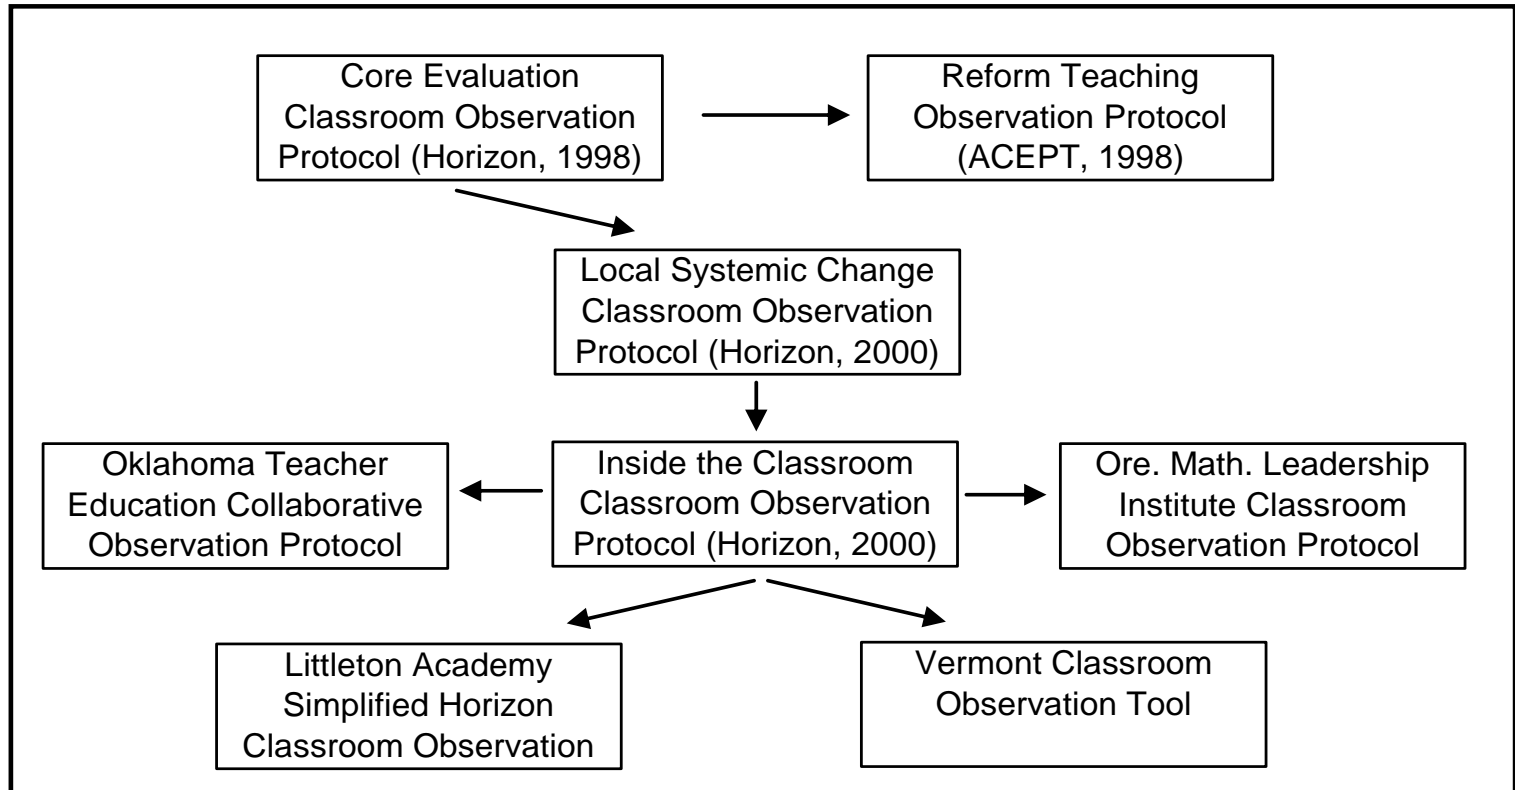 Core Evaluation
Classroom Observation
Protocol (Horizon, 1998)
Reform Teaching
Observation Protocol
(ACEPT, 1998)
Local Systemic Change
Classroom Observation
Protocol (Horizon, 2000)
Oklahoma Teacher
Education Collaborative
Observation Protocol
Inside the Classroom
Classroom Observation
Protocol (Horizon, 2000)
Ore. Math. Leadership
Institute Classroom
Observation Protocol
Littleton Academy
Simplified Horizon
Classroom Observation
Vermont Classroom
Observation Tool